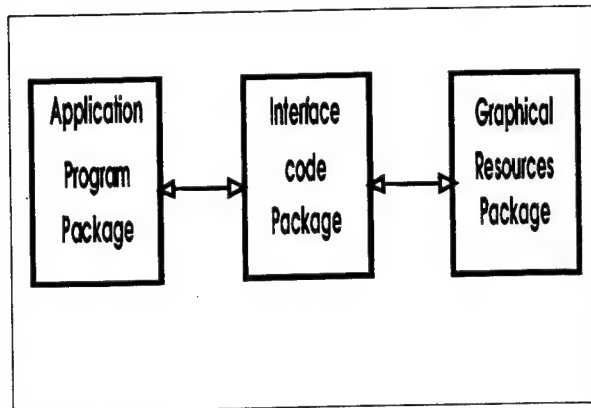 Application
Program
Package
Interface
code
Package
Graphical
Resources
Package